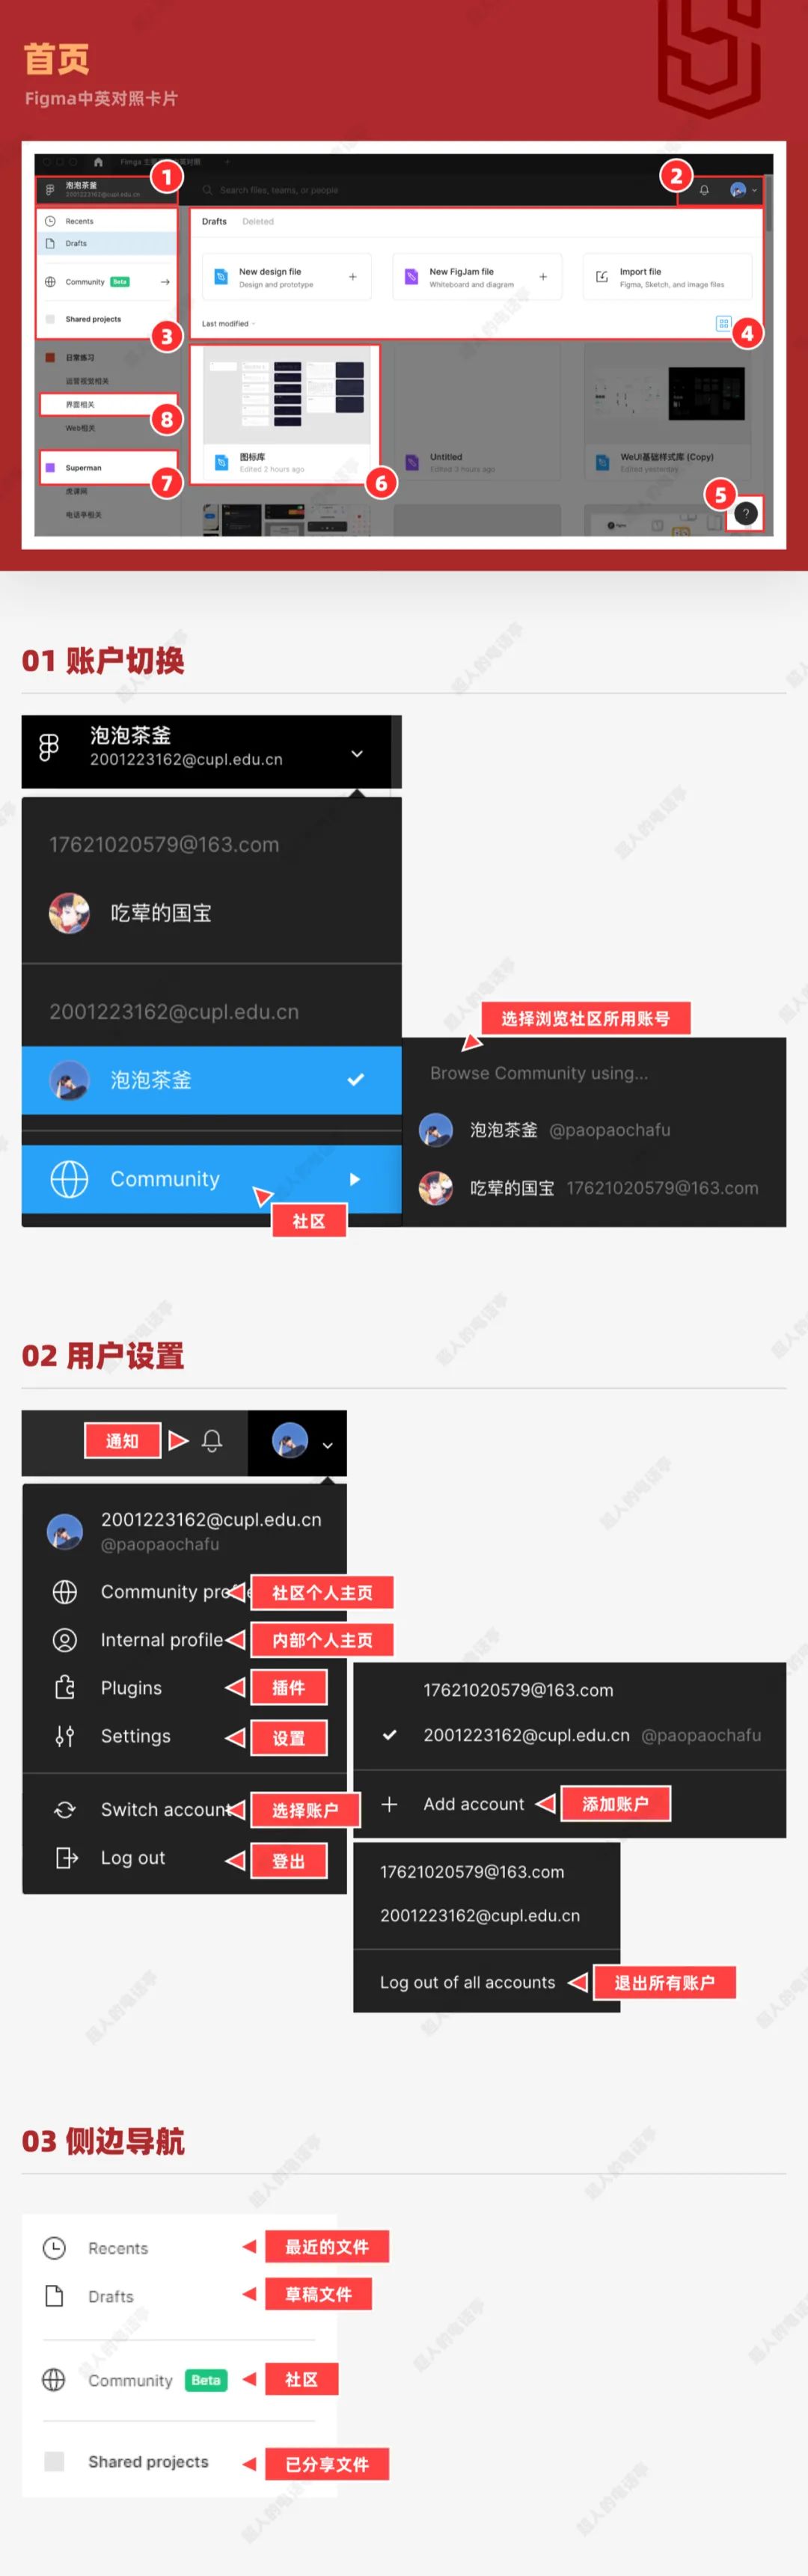 首页
Figma中英对照卡片
Figma 主
对照
泡泡茶釜
2001223162@cupl.edu.cn
1
Search files, teams, or people
2
Recents
Drafts
Community Beta
Shared projects
3
Drafts Deleted
New design file
Design and prototype
New FigJam file
Whiteboard and diagram
Import file
Figma, Sketch, and image files
Last modified
4
日常练习
运营视觉相关
界面相关
8
Web相关
Superman
7
虎课网
电话亭相关
图标库
Edited 2 hours ago
6
Untitled
Edited 3 hours ago
WeUI基础样式库 (Copy)
Edited yesterday
5
?
01 账户切换
泡泡茶釜
2001223162@cupl.edu.cn
17621020579@163.com
吃荤的国宝
2001223162@cupl.edu.cn
泡泡茶釜
Community
社区
选择浏览社区所用账号
Browse Community using...
泡泡茶釜 @paopaochafu
吃荤的国宝 17621020579@163.com
02 用户设置
通知
2001223162@cupl.edu.cn
@paopaochafu
Community pro
社区个人主页
Internal profile
内部个人主页
Plugins
插件
Settings
设置
Switch account
选择账户
Log out
登出
17621020579@163.com
2001223162@cupl.edu.cn @paopaochafu
Add account
添加账户
17621020579@163.com
2001223162@cupl.edu.cn
Log out of all accounts
退出所有账户
03 侧边导航
Recents
最近的文件
Drafts
草稿文件
Community Beta
社区
Shared projects
已分享文件
超人的电话亭